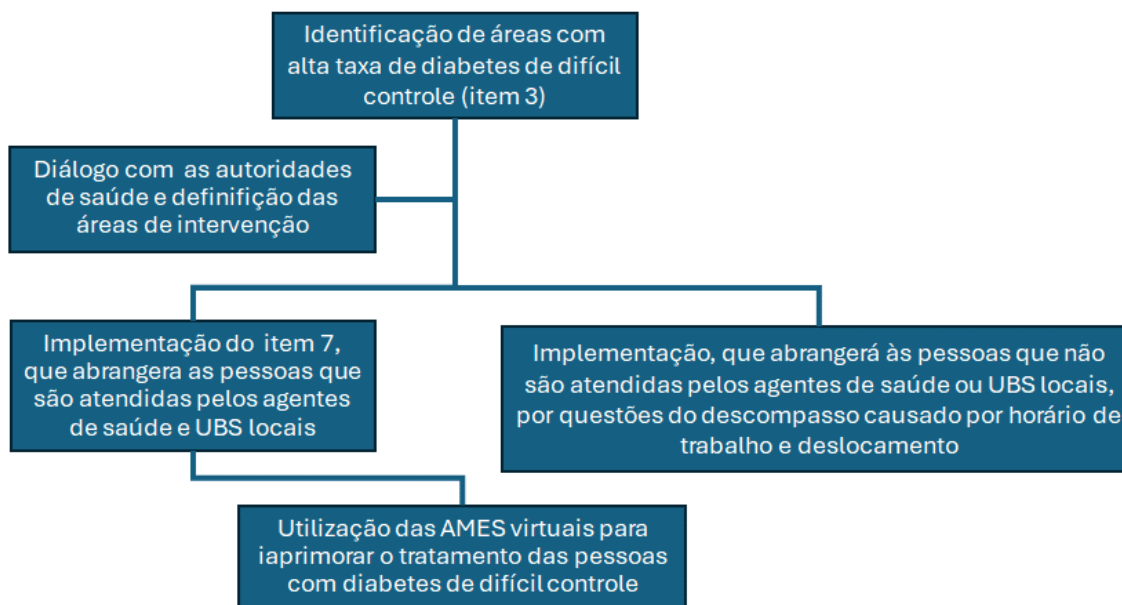 Identificação de áreas com
alta taxa de diabetes de difícil
controle (item 3)
Diálogo com as autoridades
de saúde e definifição das
áreas de intervenção
Implementação do item 7,
que abrangera as pessoas que
são atendidas pelos agentes
de saúde e UBS locais
Implementação, que abrangerá às pessoas que não
são atendidas pelos agentes de saúde ou UBS locais,
por questões do descompasso causado por horário de
trabalho e deslocamento
Utilização das AMES virtuais para
iaprimorar o tratamento das pessoas
com diabetes de difícil controle